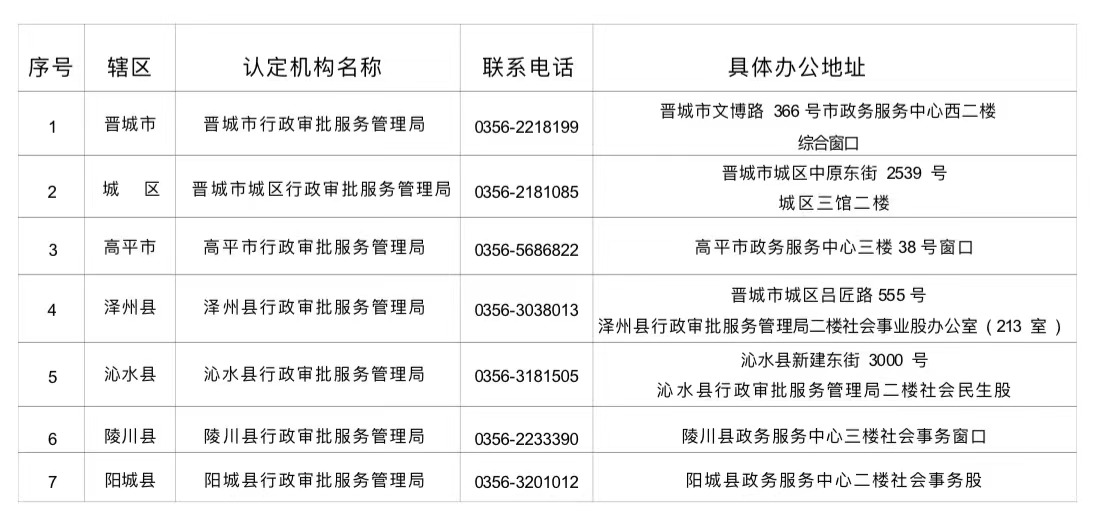 序号 辖区 认定机构名称 联系电话 具体办公地址
1 晋城市 晋城市行政审批服务管理局 0356-2218199 晋城市文博路 366 号市政务服务中心西二楼
综合窗口
2 城 区 晋城市城区行政审批服务管理局 0356-2181085 晋城市城区中原东街 2539 号
城区三馆二楼
3 高平市 高平市行政审批服务管理局 0356-5686822 高平市政务服务中心三楼 38 号窗口
4 泽州县 泽州县行政审批服务管理局 0356-3038013 晋城市城区吕匠路 555 号
泽州县行政审批服务管理局二楼社会事业股办公室（213 室）
5 沁水县 沁水县行政审批服务管理局 0356-3181505 沁水县新建东街 3000 号
沁水县行政审批服务管理局二楼社会民生股
6 陵川县 陵川县行政审批服务管理局 0356-2233390 陵川县政务服务中心三楼社会事务窗口
7 阳城县 阳城县行政审批服务管理局 0356-3201012 阳城县政务服务中心二楼社会事务股